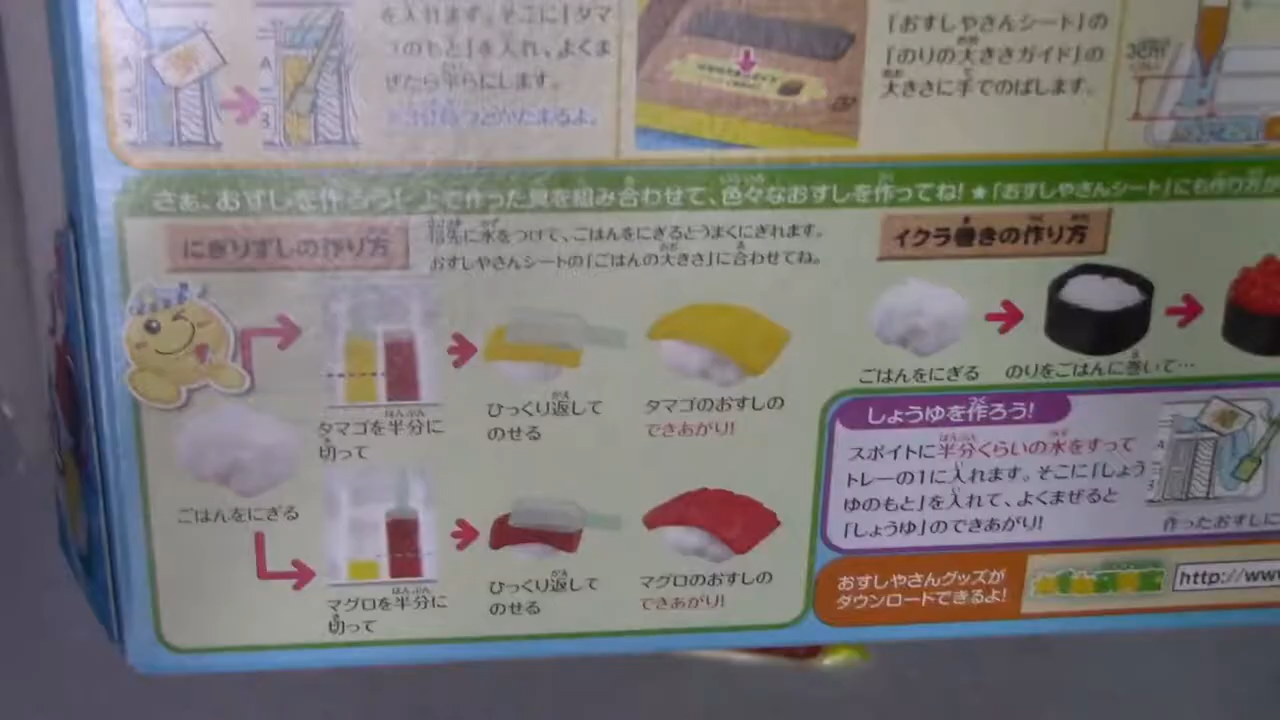 を入れます。そこに「タマ
ゴのもと」を入れ、よくま
ぜたら平らにします。
「おすしやさんシート」の
「のりの大きさガイド」の
大きさに手でのばします。
3cm
さぁ、おすしを作ろう! 上で作った具を組み合わせて、色々なおすしを作ってね! ★「おすしやさんシート」にも作り方が
にぎりずしの作り方
指先に水をつけて、ごはんをにぎるとうまくにぎれます。
おすしやさんシートの「ごはんの大きさ」に合わせてね。
ごはんをにぎる
タマゴを半分に
切って
ひっくり返して
のせる
タマゴのおすしの
できあがり!
マグロを半分に
切って
ひっくり返して
のせる
マグロのおすしの
できあがり!
イクラ巻きの作り方
ごはんをにぎる
のりをごはんに巻いて…
しょうゆを作ろう!
スポイトに半分くらいの水をすって
トレーの1に入れます。そこに「しょう
ゆのもと」を入れて、よくまぜると
「しょうゆ」のできあがり!
作ったおすしに
おすしやさんグッズが
ダウンロードできるよ!
http://www